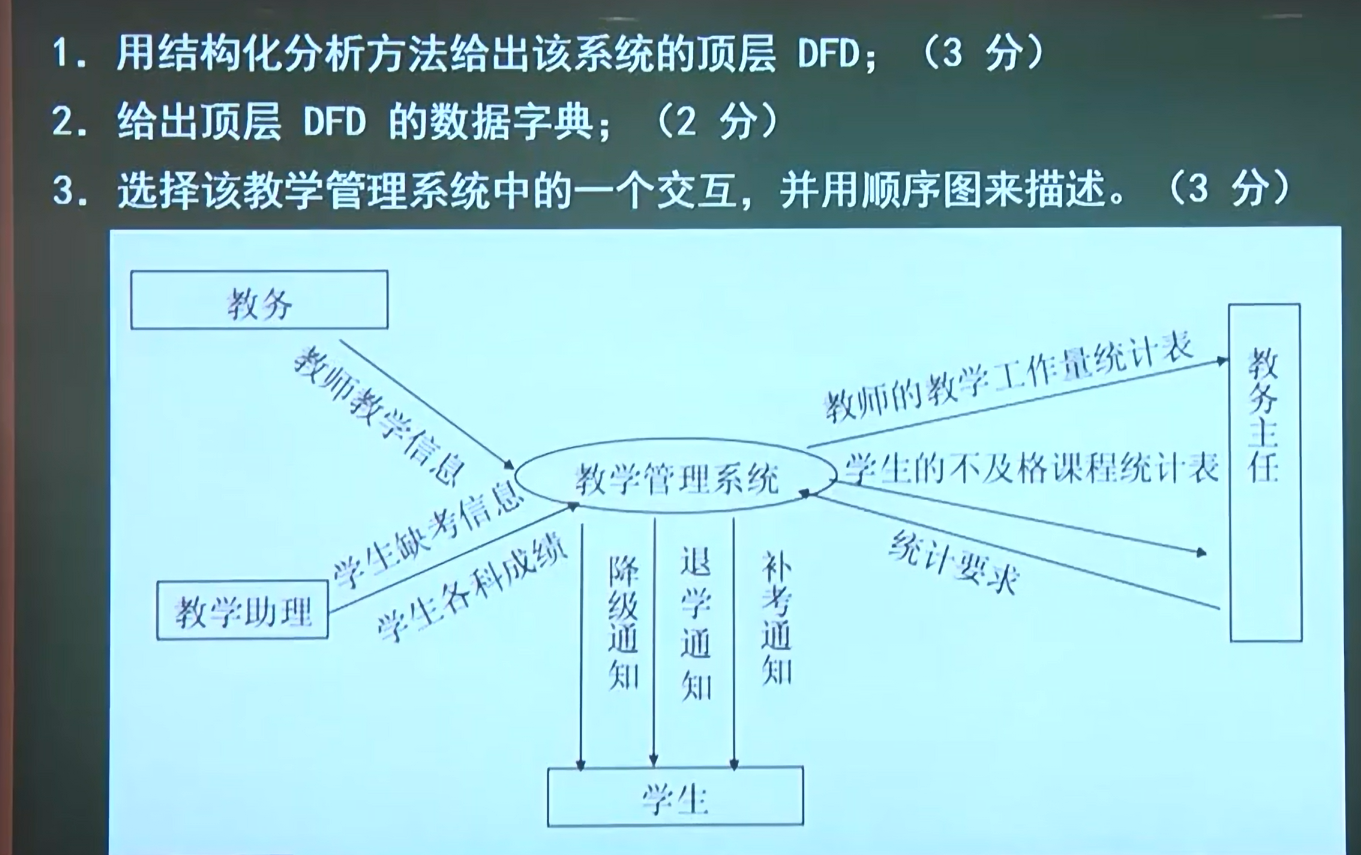 1. 用结构化分析方法给出该系统的顶层 DFD；（3 分）
2. 给出顶层 DFD 的数据字典；（2 分）
3. 选择该教学管理系统中的一个交互，并用顺序图来描述。（3 分）
教务
教师教学信息
教师的教学工作量统计表
教务主任
教学管理系统
学生的不及格课程统计表
学生缺考信息
统计要求
教学助理
学生各科成绩
降级通知
退学通知
补考通知
学生